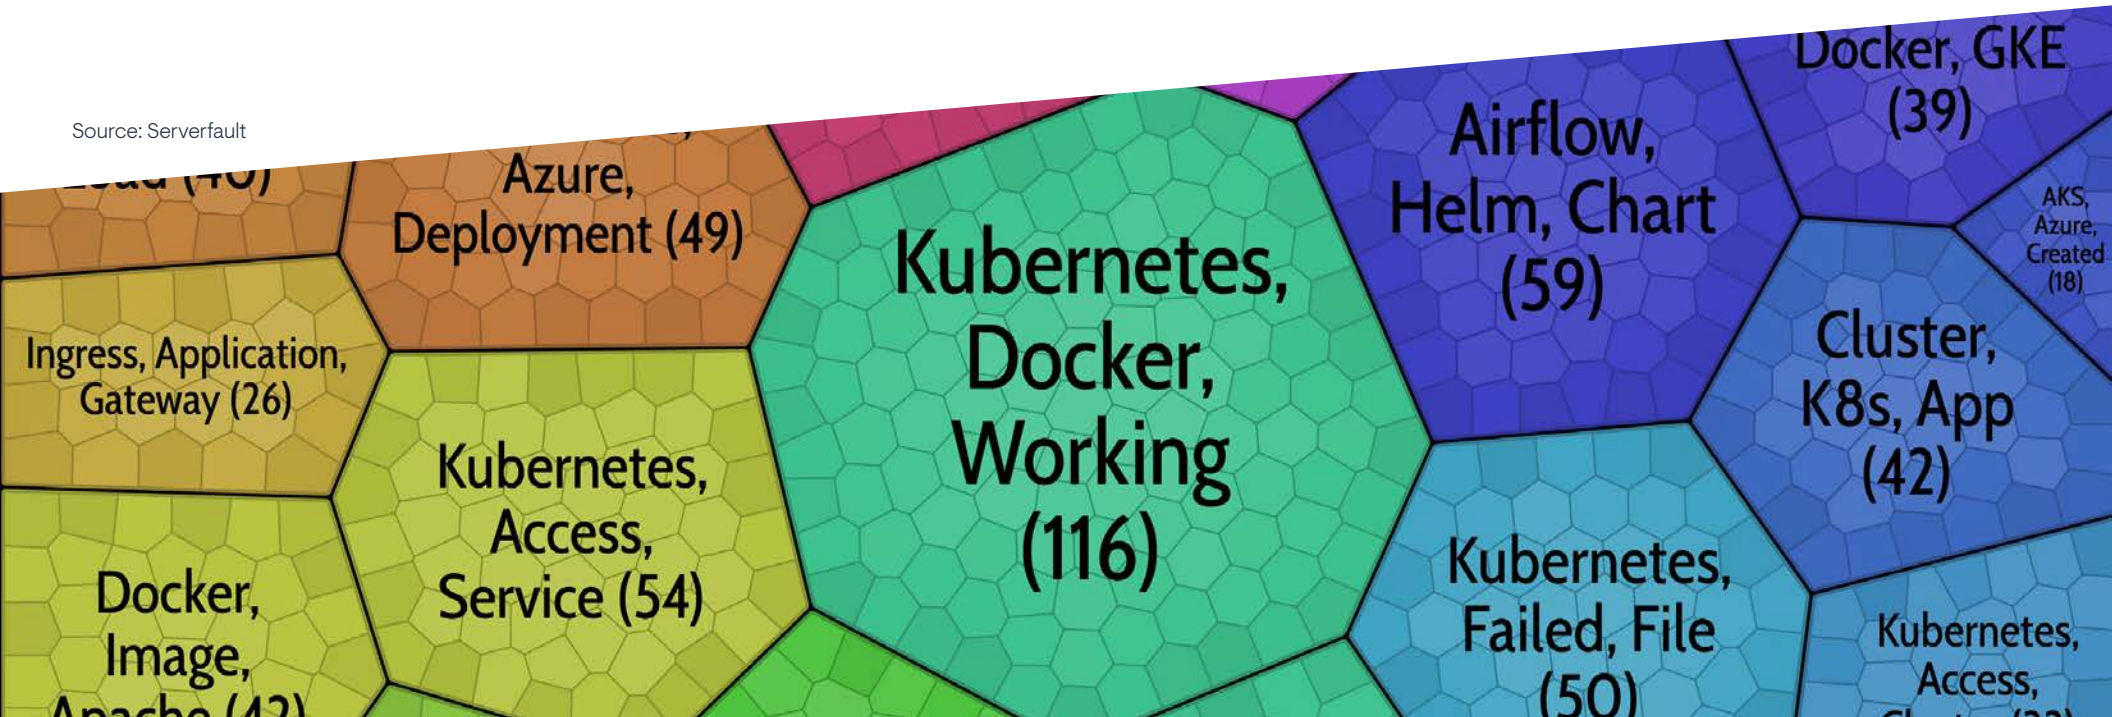 Source: Serverfault
Docker, GKE
(39)
Airflow,
Helm, Chart
(59)
AKS,
Azure,
Created
(18)
Azure,
Deployment (49)
Kubernetes,
Docker,
Working
(116)
Ingress, Application,
Gateway (26)
Cluster,
K8s, App
(42)
Kubernetes,
Access,
Service (54)
Kubernetes,
Failed, File
(50)
Docker,
Image,
Apache (42)
Kubernetes,
Access,